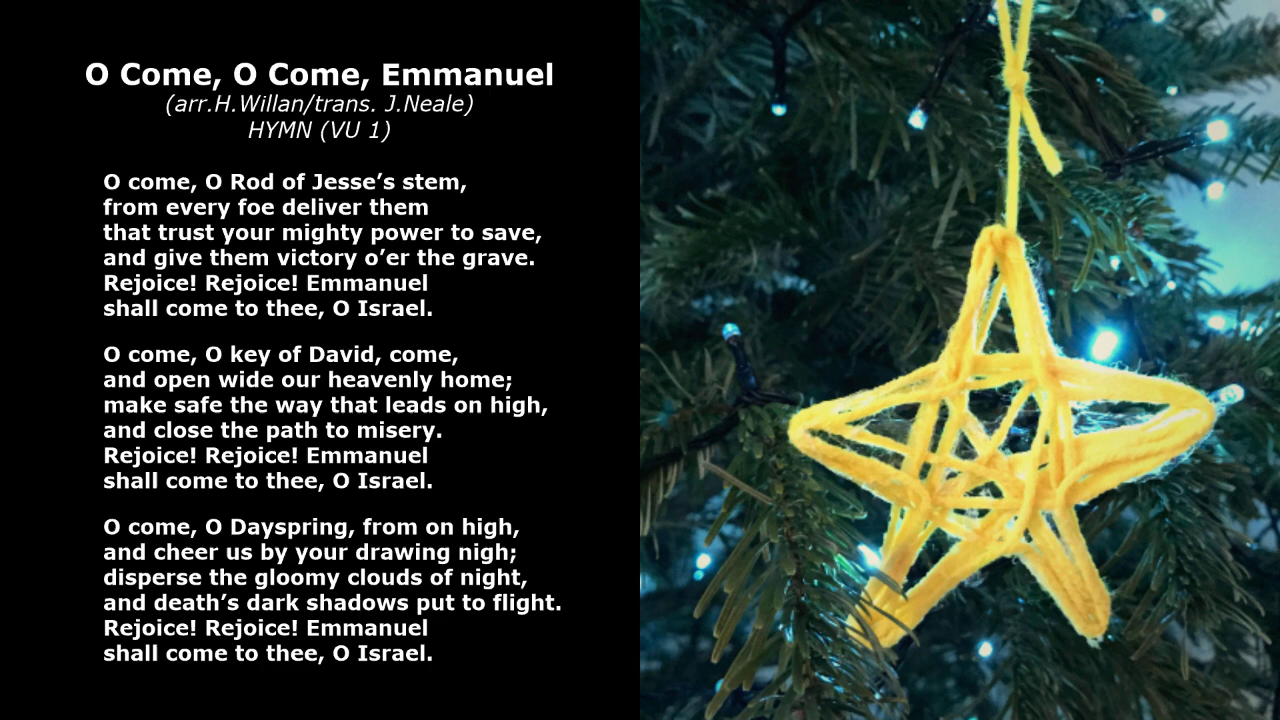 O Come, O Come, Emmanuel
(arr.H.Willan/trans. J.Neale)
HYMN (VU 1)
O come, O Rod of Jesse’s stem,
from every foe deliver them
that trust your mighty power to save,
and give them victory o’er the grave.
Rejoice! Rejoice! Emmanuel
shall come to thee, O Israel.
O come, O key of David, come,
and open wide our heavenly home;
make safe the way that leads on high,
and close the path to misery.
Rejoice! Rejoice! Emmanuel
shall come to thee, O Israel.
O come, O Dayspring, from on high,
and cheer us by your drawing nigh;
disperse the gloomy clouds of night,
and death’s dark shadows put to flight.
Rejoice! Rejoice! Emmanuel
shall come to thee, O Israel.